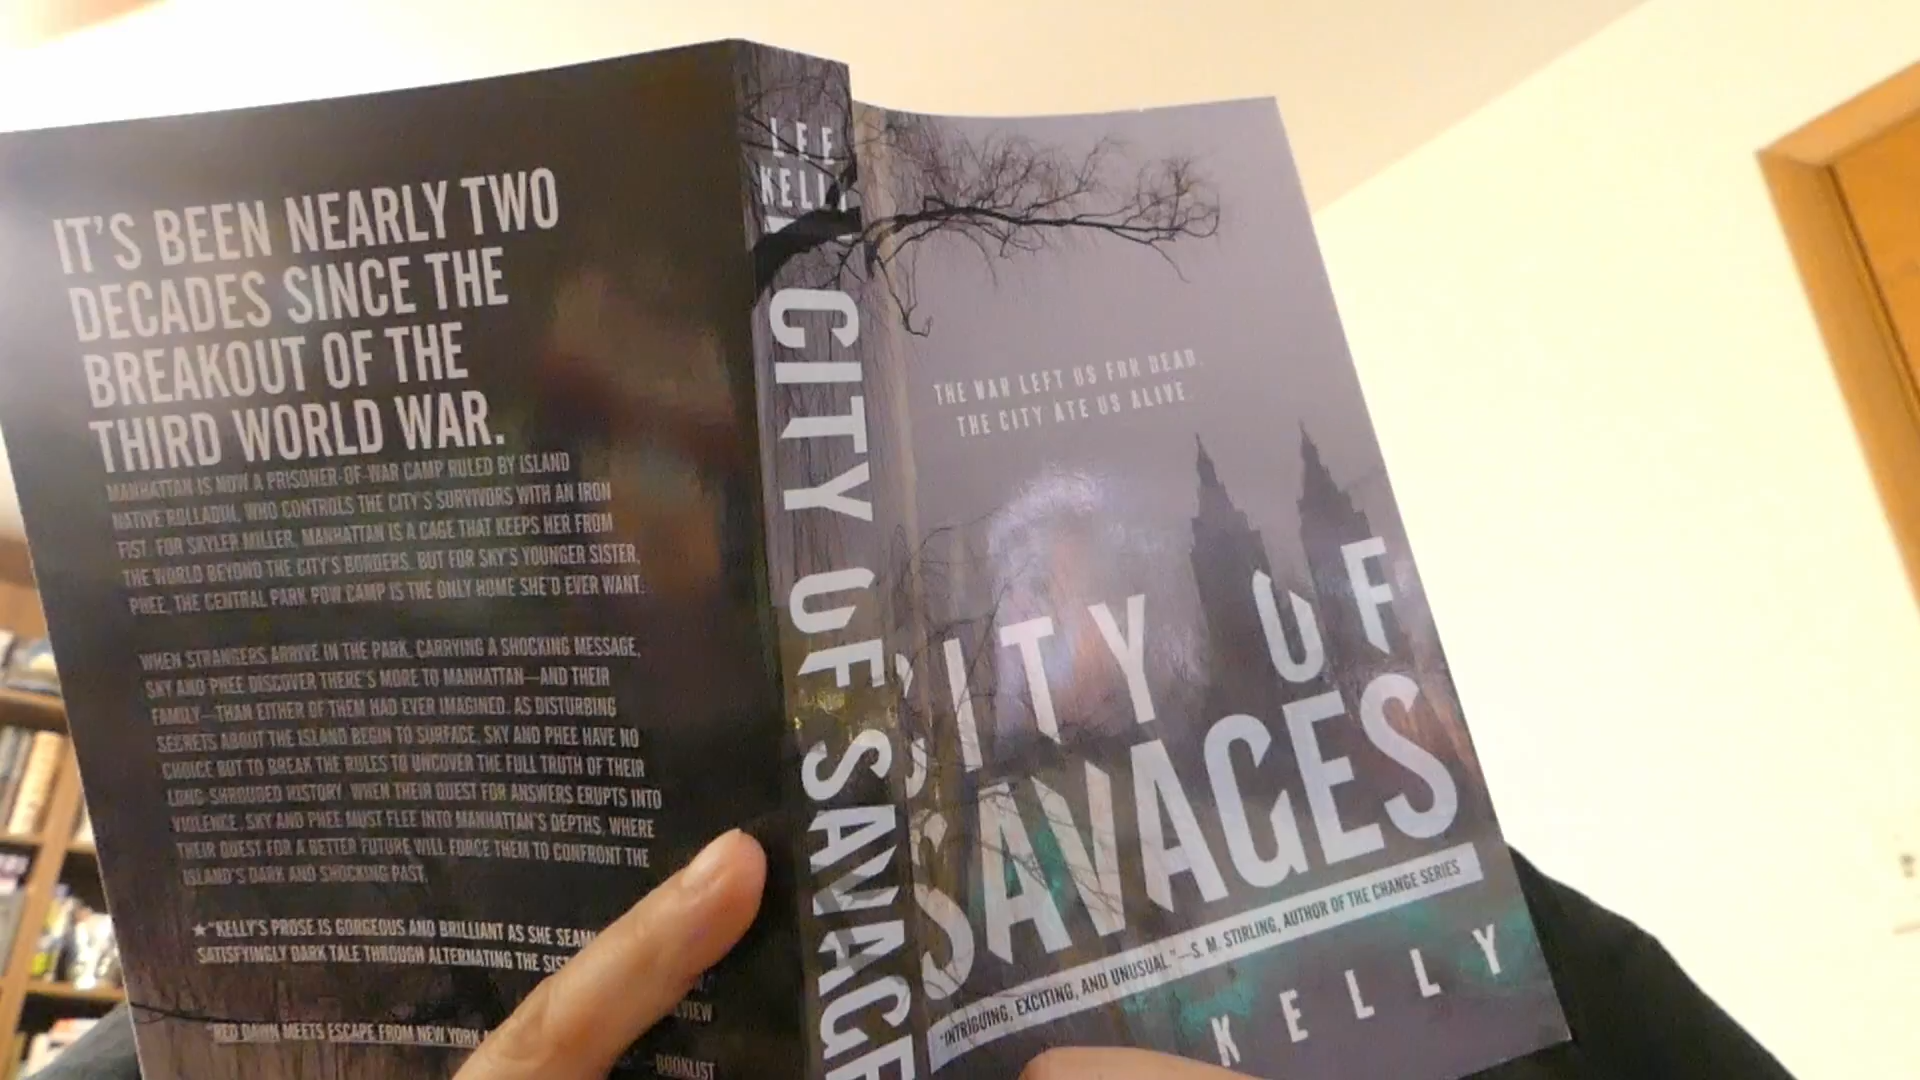 IT'S BEEN NEARLY TWO
DECADES SINCE THE
BREAKOUT OF THE
THIRD WORLD WAR.
MANHATTAN IS NOW A PRISONER-OF-WAR CAMP RULED BY ISLAND
NATIVE ROLLADIN, WHO CONTROLS THE CITY'S SURVIVORS WITH AN IRON
FIST. FOR SKYLER MILLER, MANHATTAN IS A CAGE THAT KEEPS HER FROM
THE WORLD BEYOND THE CITY'S BORDERS. BUT FOR SKY'S YOUNGER SISTER,
PHEE, THE CENTRAL PARK POW CAMP IS THE ONLY HOME SHE'D EVER WANT.
WHEN STRANGERS ARRIVE IN THE PARK, CARRYING A SHOCKING MESSAGE,
SKY AND PHEE DISCOVER THERE'S MORE TO MANHATTAN—AND THEIR
FAMILY—THAN EITHER OF THEM HAD EVER IMAGINED. AS DISTURBING
SECRETS ABOUT THE ISLAND BEGIN TO SURFACE, SKY AND PHEE HAVE NO
CHOICE BUT TO BREAK THE RULES TO UNCOVER THE FULL TRUTH OF THEIR
LONG-SHROUDED HISTORY. WHEN THEIR QUEST FOR ANSWERS ERUPTS INTO
VIOLENCE, SKY AND PHEE MUST FLEE INTO MANHATTAN'S DEPTHS, WHERE
THEIR QUEST FOR A BETTER FUTURE WILL FORCE THEM TO CONFRONT THE
ISLAND'S DARK AND SHOCKING PAST.
★"KELLY'S PROSE IS GORGEOUS AND BRILLIANT AS SHE
SATISFYINGLY DARK TALE THROUGH ALTERNATING THE
"RED DAWN MEETS ESCAPE FROM NEW YORK
—BOOKLIST
LEE
KELLY
CITY OF SAVAGES
THE WAR LEFT US FOR DEAD.
THE CITY ATE US ALIVE.
CITY OF
SAVAGES
"INTRIGUING, EXCITING, AND UNUSUAL."—S. M. STIRLING, AUTHOR OF THE CHANGE SERIES
KELLY